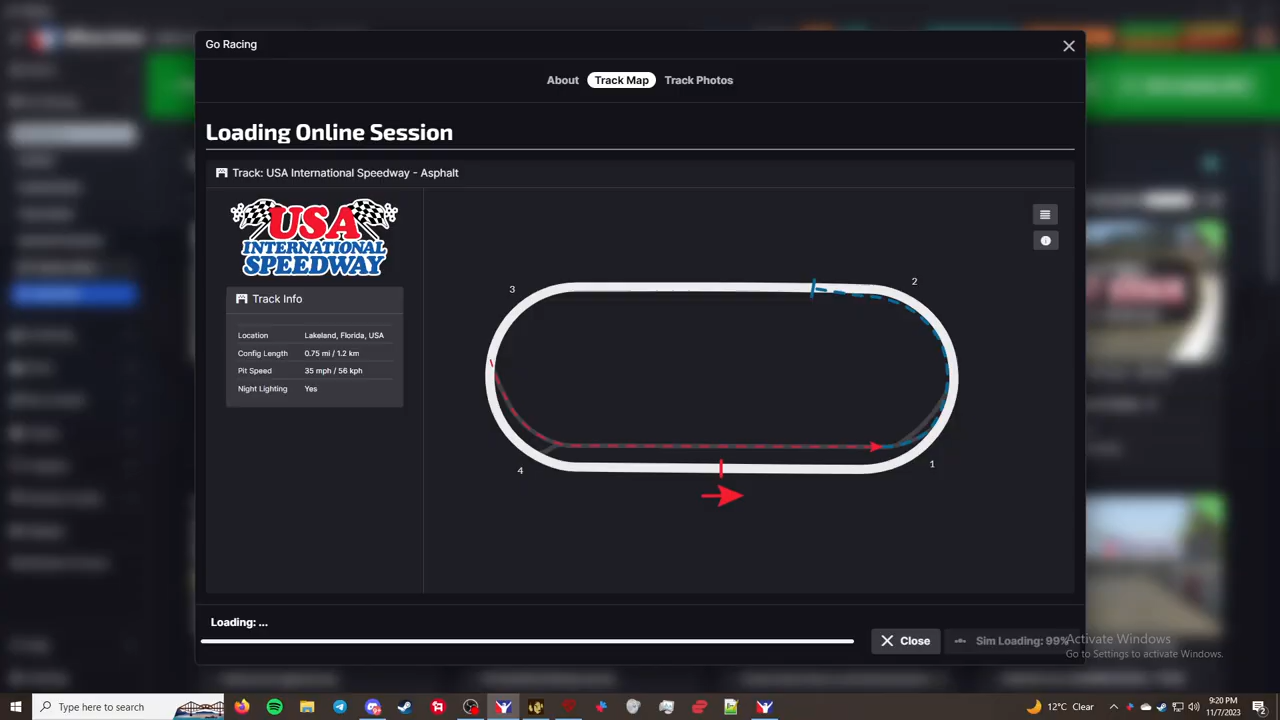 Go Racing
About
Track Map
Track Photos
Loading Online Session
Track: USA International Speedway - Asphalt
USA
INTERNATIONAL
SPEEDWAY
Track Info
Location Lakeland, Florida, USA
Config Length 0.75 mi / 1.2 km
Pit Speed 35 mph / 56 kph
Night Lighting Yes
3
2
4
1
Loading: ...
Close
Sim Loading: 99%
Activate Windows
Go to Settings to activate Windows.
Type here to search
12°C Clear
9:20 PM
11/7/2023
2